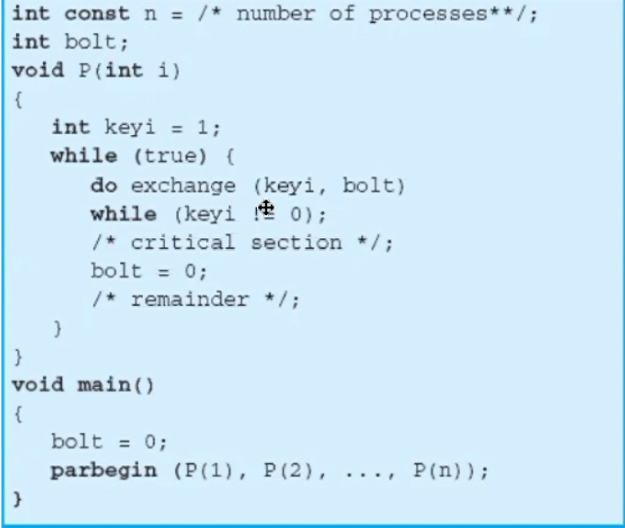 int const n = /* number of processes**/;
int bolt;
void P(int i)
{
int keyi = 1;
while (true) {
do exchange (keyi, bolt)
while (keyi != 0);
/* critical section */;
bolt = 0;
/* remainder */;
}
}
void main()
{
bolt = 0;
parbegin (P(1), P(2), ..., P(n));
}